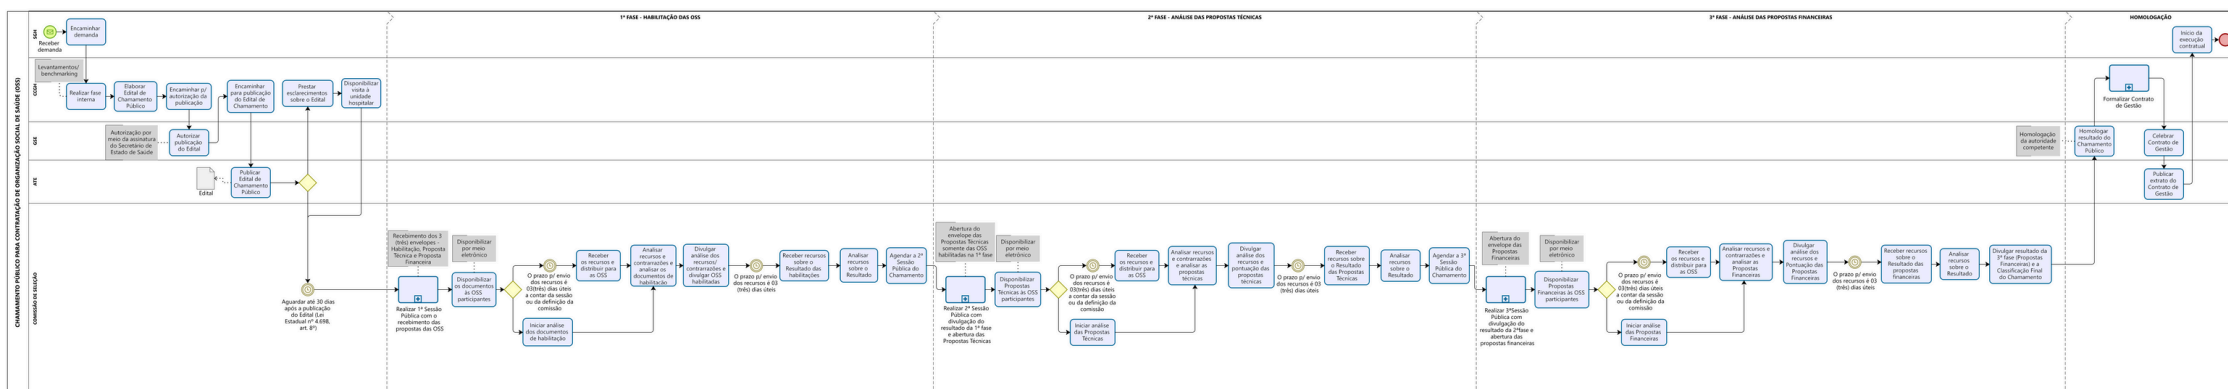 CHAMAMENTO PÚBLICO PARA CONTRATAÇÃO DE ORGANIZAÇÃO SOCIAL DE SAÚDE (OSS)
1ª FASE - HABILITAÇÃO DAS OSS
2ª FASE - ANÁLISE DAS PROPOSTAS TÉCNICAS
3ª FASE - ANÁLISE DAS PROPOSTAS FINANCEIRAS
HOMOLOGAÇÃO
SGH
Receber
demanda
Encaminhar
demanda
Início da
execução
contratual
CCGH
Levantamentos/
benchmarking
Realizar fase
interna
Elaborar
Edital de
Chamamento
Público
Encaminhar p/
autorização da
publicação
Encaminhar
para publicação
do Edital de
Chamamento
Prestar
esclarecimentos
sobre o Edital
Disponibilizar
visita à
unidade
hospitalar
Formalizar Contrato
de Gestão
GSE
Autorização por
meio da assinatura
do Secretário de
Estado de Saúde
Autorizar
publicação
do Edital
Homologação
da autoridade
competente
Homologar
resultado do
Chamamento
Público
Celebrar
Contrato de
Gestão
ATE
Edital
Publicar
Edital de
Chamamento
Público
Publicar
extrato do
Contrato de
Gestão
COMISSÃO DE SELEÇÃO
Aguardar até 30 dias
após a publicação
do Edital (Lei
Estadual nº 4.698,
art. 8º)
Recebimento dos 3
(três) envelopes -
Habilitação, Proposta
Técnica e Proposta
Financeira
Realizar 1ª Sessão
Pública com o
recebimento das
propostas das OSS
Disponibilizar
por meio
eletrônico
Disponibilizar
os documentos
às OSS
participantes
O prazo p/ envio
dos recursos é
03(três) dias úteis
a contar da sessão
ou da definição da
comissão
Iniciar análise
dos documentos
de habilitação
Receber
os recursos e
distribuir para
as OSS
Analisar
recursos e
contrarrazões e
analisar os
documentos de
habilitação
Divulgar
análise dos
recursos/
contrarrazões e
divulgar OSS
habilitadas
O prazo p/ envio
dos recursos é 03
(três) dias úteis
Receber recursos
sobre o
Resultado das
habilitações
Analisar
recursos
sobre o
Resultado
Agendar a 2ª
Sessão
Pública do
Chamamento
Abertura do
envelope das
Propostas Técnicas
somente das OSS
habilitadas na 1ª fase
Realizar 2ª Sessão
Pública com
divulgação do
resultado da 1ª fase
e abertura das
Propostas Técnicas
Disponibilizar
por meio
eletrônico
Disponibilizar
Propostas
Técnicas às OSS
participantes
O prazo p/ envio
dos recursos é
03(três) dias úteis
a contar da sessão
ou da definição da
comissão
Iniciar análise
das Propostas
Técnicas
Receber
os recursos e
distribuir para
as OSS
Analisar recursos
e contrarrazões
e analisar as
propostas
técnicas
Divulgar
análise dos
recursos e
pontuação das
propostas
técnicas
O prazo p/ envio
dos recursos é 03
(três) dias úteis
Receber
recursos sobre
o Resultado
das Propostas
Técnicas
Analisar
recursos
sobre o
Resultado
Agendar a 3ª
Sessão
Pública do
Chamamento
Abertura do
envelope das
Propostas
Financeiras
Realizar 3ªSessão
Pública com
divulgação do
resultado da 2ªfase e
abertura das
propostas financeiras
Disponibilizar
por meio
eletrônico
Disponibilizar
Propostas
Financeiras às OSS
participantes
O prazo p/ envio
dos recursos é
03(três) dias úteis
a contar da sessão
ou da definição da
comissão
Iniciar análise
das Propostas
Financeiras
Receber
os recursos e
distribuir para
as OSS
Analisar recursos e
contrarrazões e
analisar as
Propostas
Financeiras
Divulgar
análise dos
recursos e
Pontuação das
Propostas
Financeiras
O prazo p/ envio
dos recursos é 03
(três) dias úteis
Receber recursos
sobre o
Resultado das
propostas
financeiras
Analisar
recursos
sobre o
Resultado
Divulgar resultado da
3ª fase (Propostas
Financeiras) e a
Classificação Final
do Chamamento